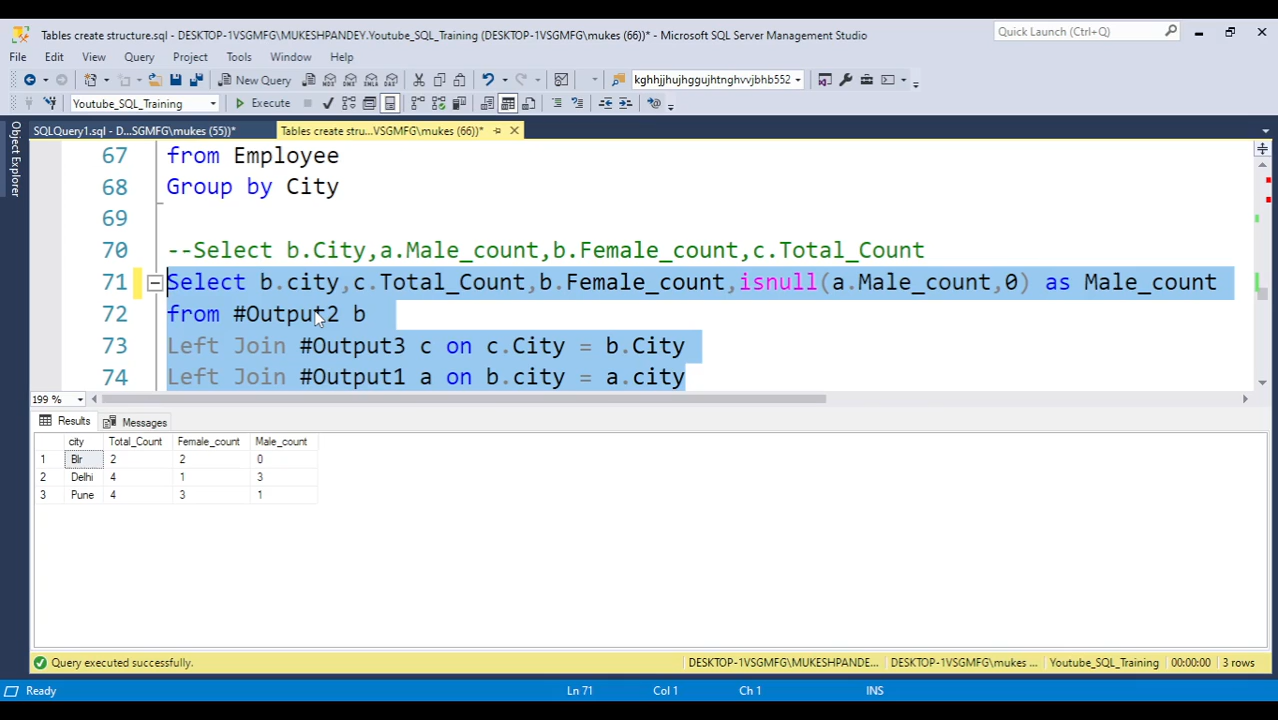 Tables create structure.sql - DESKTOP-1VSGMFG\MUKESHPANDEY.Youtube_SQL_Training (DESKTOP-1VSGMFG\mukes (66))* - Microsoft SQL Server Management Studio
Quick Launch (Ctrl+Q)
File Edit View Query Project Tools Window Help
New Query
MDX DMX XMLA DAX
kghhjjhujhggujhtnghvvjbhb552
Youtube_SQL_Training
Execute
Object Explorer
SQLQuery1.sql - D...SGMFG\mukes (55))*
Tables create stru...VSGMFG\mukes (66))*
67 from Employee
68 Group by City
69
70 --Select b.City,a.Male_count,b.Female_count,c.Total_Count
71 Select b.city,c.Total_Count,b.Female_count,isnull(a.Male_count,0) as Male_count
72 from #Output2 b
73 Left Join #Output3 c on c.City = b.City
74 Left Join #Output1 a on b.city = a.city
199 %
Results Messages
city Total_Count Female_count Male_count
1 Blr 2 2 0
2 Delhi 4 1 3
3 Pune 4 3 1
Query executed successfully.
DESKTOP-1VSGMFG\MUKESHPANDE... DESKTOP-1VSGMFG\mukes ... Youtube_SQL_Training 00:00:00 3 rows
Ready
Ln 71 Col 1 Ch 1 INS